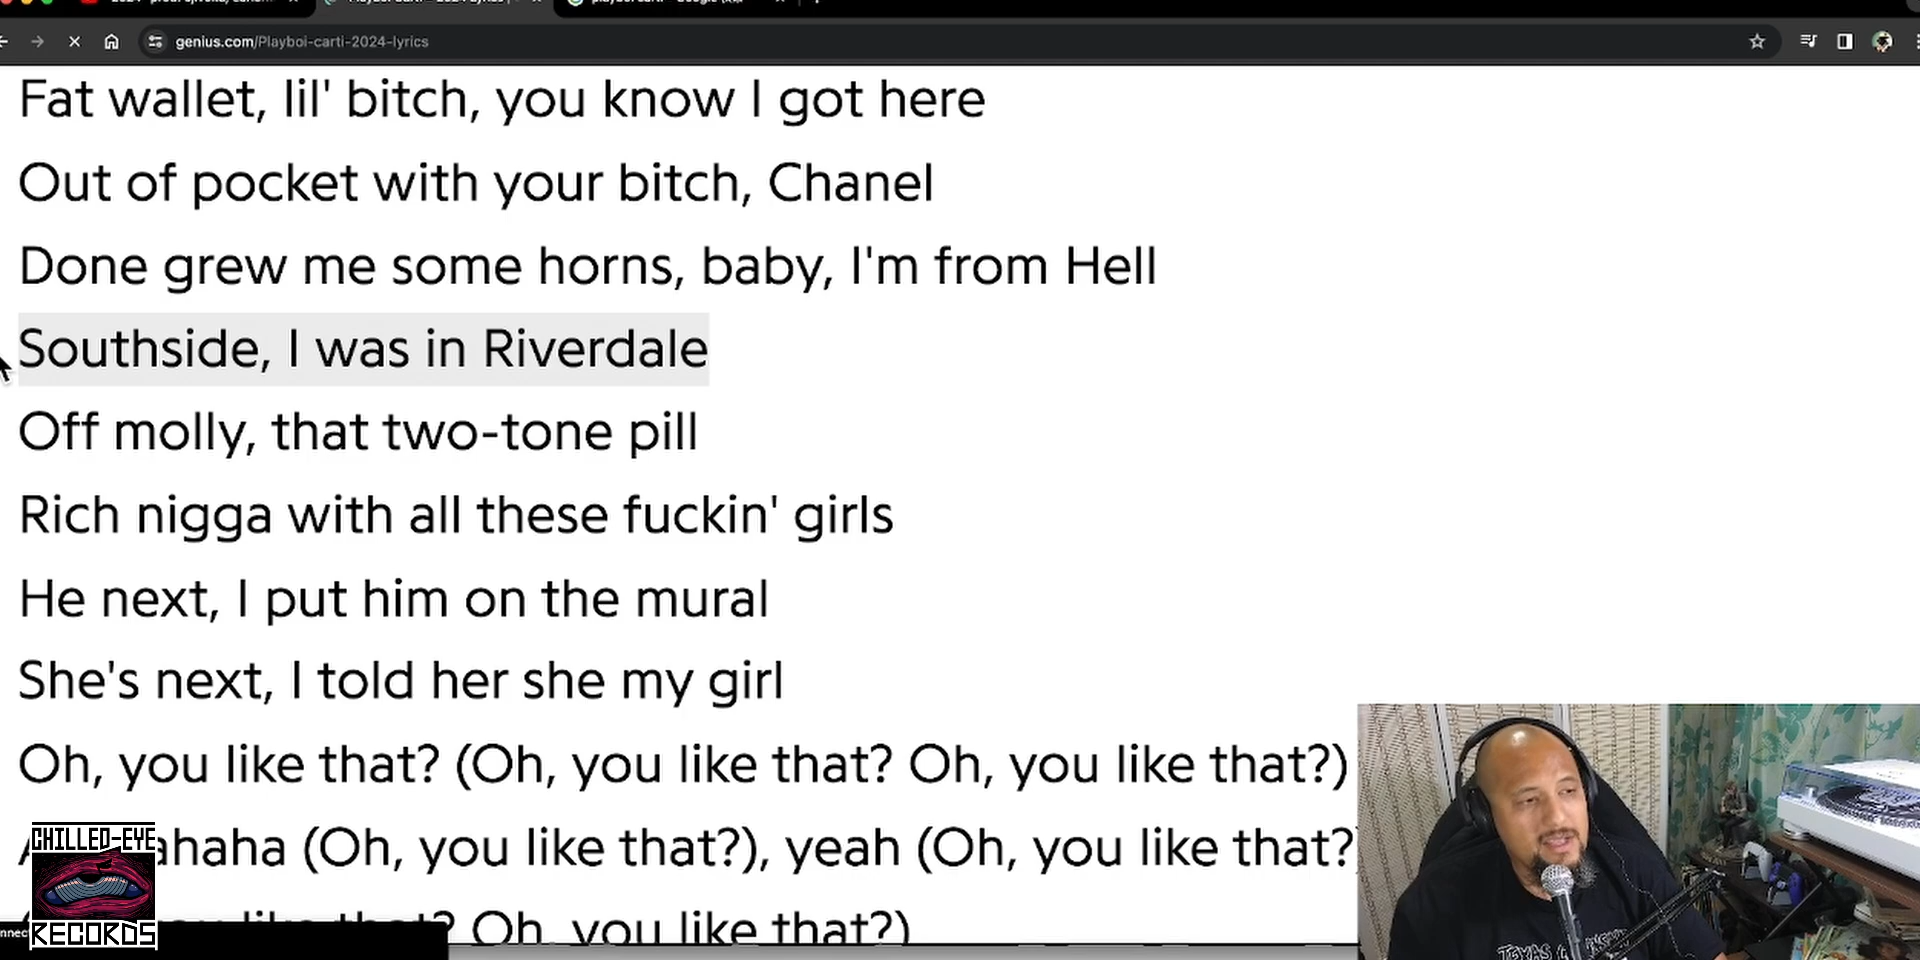 genius.com/Playboi-carti-2024-lyrics
Fat wallet, lil' bitch, you know I got here
Out of pocket with your bitch, Chanel
Done grew me some horns, baby, I'm from Hell
Southside, I was in Riverdale
Off molly, that two-tone pill
Rich nigga with all these fuckin' girls
He next, I put him on the mural
She's next, I told her she my girl
Oh, you like that? (Oh, you like that? Oh, you like that?)
ahaha (Oh, you like that?), yeah (Oh, you like that?
you like that? Oh, you like that?)
CHILLED-EYE
RECORDS